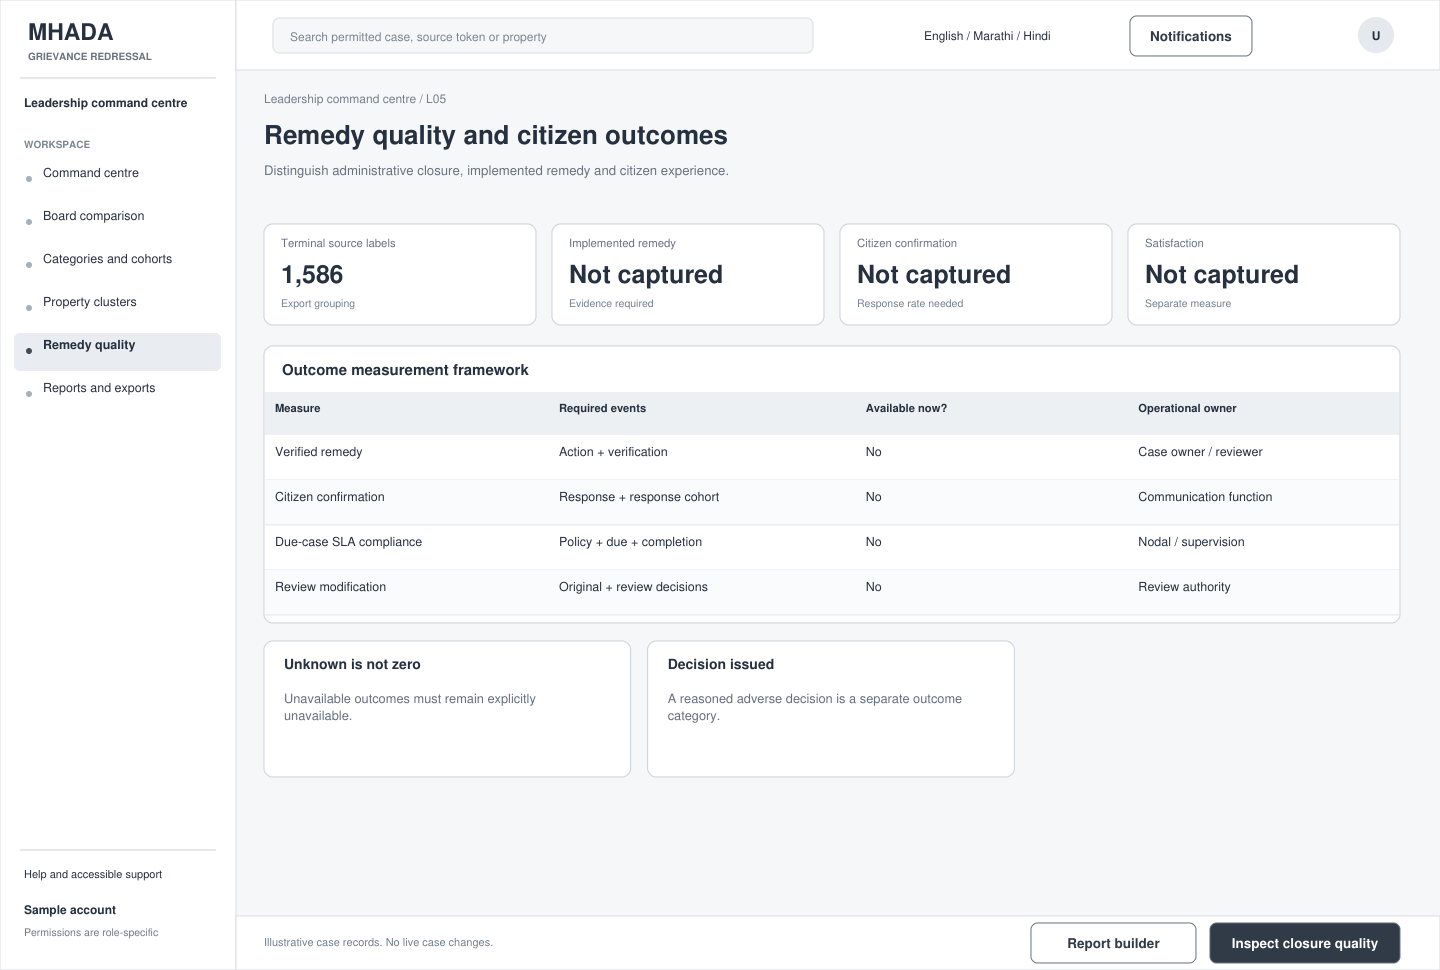 MHADA
GRIEVANCE REDRESSAL
Leadership command centre
WORKSPACE
Command centre
Board comparison
Categories and cohorts
Property clusters
Remedy quality
Reports and exports
Help and accessible support
Sample account
Permissions are role-specific
Search permitted case, source token or property
English / Marathi / Hindi
Notifications
U
Leadership command centre / L05
Remedy quality and citizen outcomes
Distinguish administrative closure, implemented remedy and citizen experience.
Terminal source labels
1,586
Export grouping
Implemented remedy
Not captured
Evidence required
Citizen confirmation
Not captured
Response rate needed
Satisfaction
Not captured
Separate measure
Outcome measurement framework
Measure Required events Available now? Operational owner
Verified remedy Action + verification No Case owner / reviewer
Citizen confirmation Response + response cohort No Communication function
Due-case SLA compliance Policy + due + completion No Nodal / supervision
Review modification Original + review decisions No Review authority
Unknown is not zero
Unavailable outcomes must remain explicitly
unavailable.
Decision issued
A reasoned adverse decision is a separate outcome
category.
Illustrative case records. No live case changes.
Report builder
Inspect closure quality